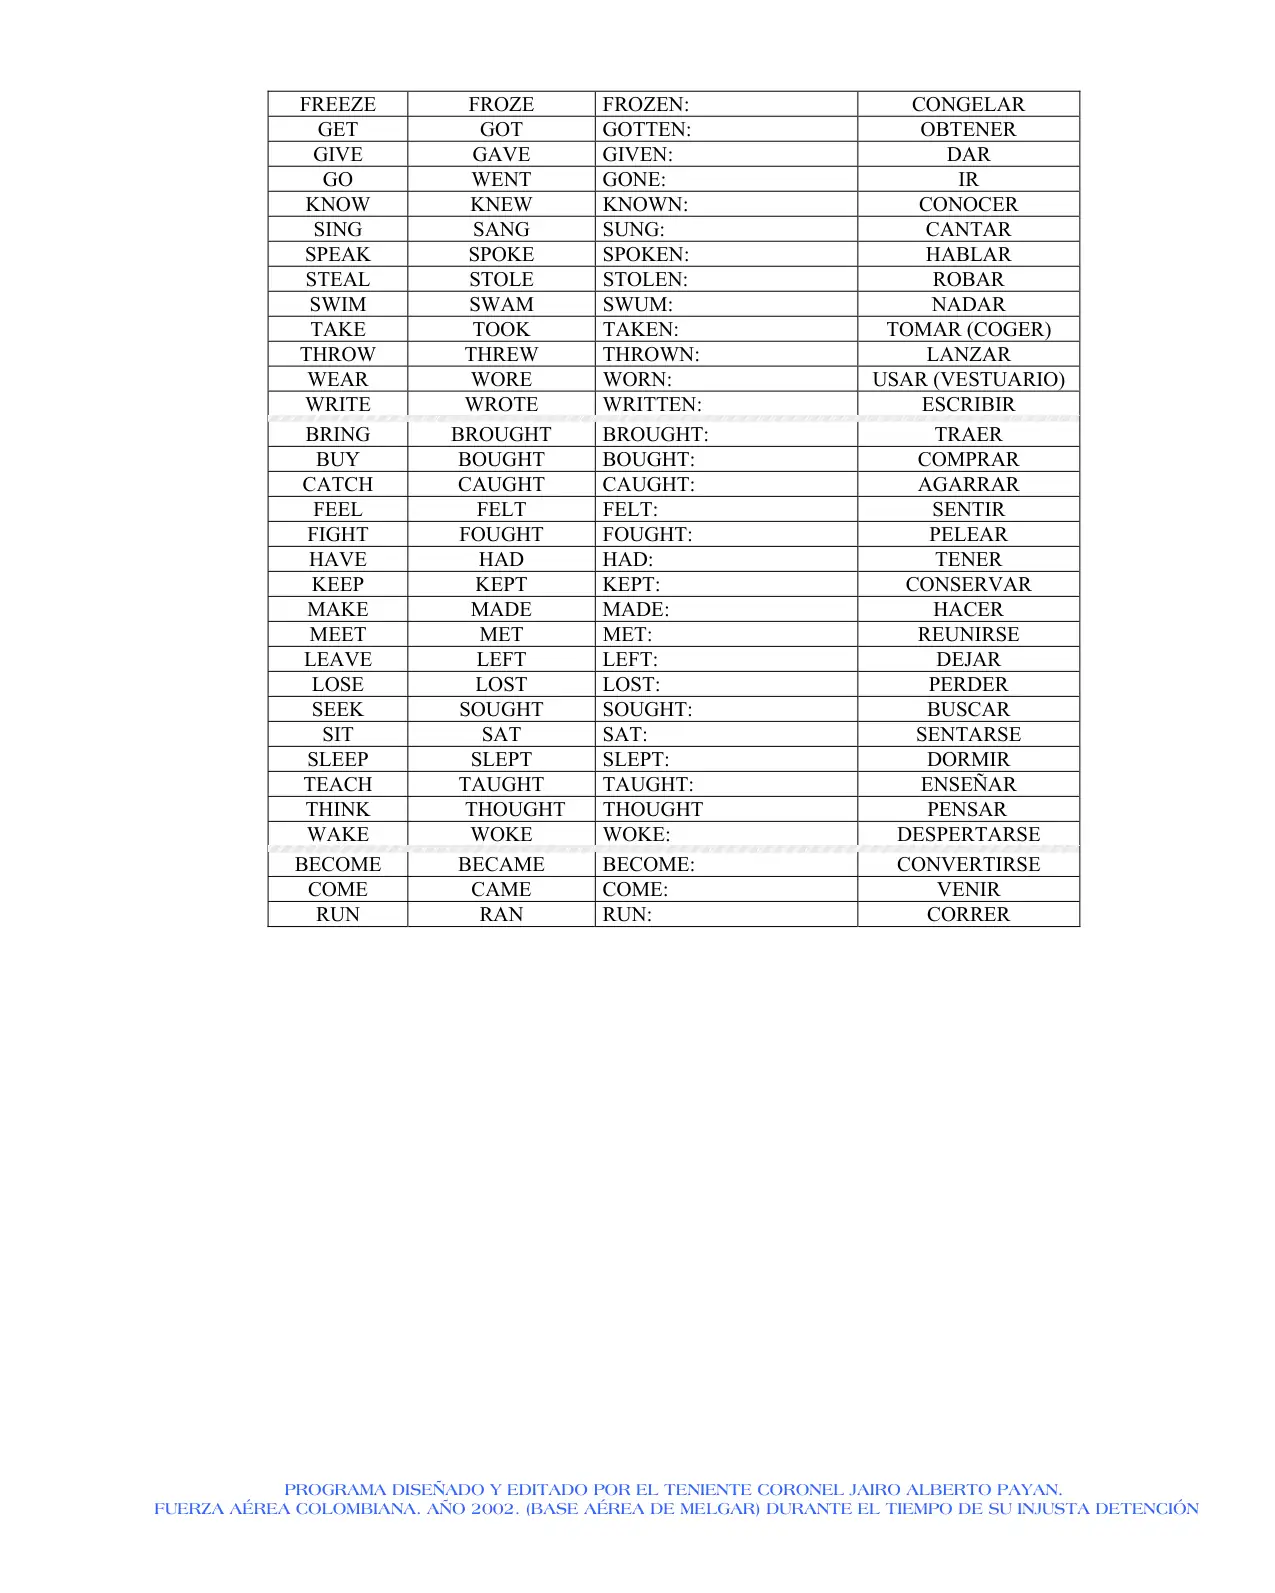 FREEZE FROZE FROZEN: CONGELAR
GET GOT GOTTEN: OBTENER
GIVE GAVE GIVEN: DAR
GO WENT GONE: IR
KNOW KNEW KNOWN: CONOCER
SING SANG SUNG: CANTAR
SPEAK SPOKE SPOKEN: HABLAR
STEAL STOLE STOLEN: ROBAR
SWIM SWAM SWUM: NADAR
TAKE TOOK TAKEN: TOMAR (COGER)
THROW THREW THROWN: LANZAR
WEAR WORE WORN: USAR (VESTUARIO)
WRITE WROTE WRITTEN: ESCRIBIR
BRING BROUGHT BROUGHT: TRAER
BUY BOUGHT BOUGHT: COMPRAR
CATCH CAUGHT CAUGHT: AGARRAR
FEEL FELT FELT: SENTIR
FIGHT FOUGHT FOUGHT: PELEAR
HAVE HAD HAD: TENER
KEEP KEPT KEPT: CONSERVAR
MAKE MADE MADE: HACER
MEET MET MET: REUNIRSE
LEAVE LEFT LEFT: DEJAR
LOSE LOST LOST: PERDER
SEEK SOUGHT SOUGHT: BUSCAR
SIT SAT SAT: SENTARSE
SLEEP SLEPT SLEPT: DORMIR
TEACH TAUGHT TAUGHT: ENSEÑAR
THINK THOUGHT THOUGHT PENSAR
WAKE WOKE WOKE: DESPERTARSE
BECOME BECAME BECOME: CONVERTIRSE
COME CAME COME: VENIR
RUN RAN RUN: CORRER
PROGRAMA DISEÑADO Y EDITADO POR EL TENIENTE CORONEL JAIRO ALBERTO PAYAN.
FUERZA AÉREA COLOMBIANA. AÑO 2002. (BASE AÉREA DE MELGAR) DURANTE EL TIEMPO DE SU INJUSTA DETENCIÓN